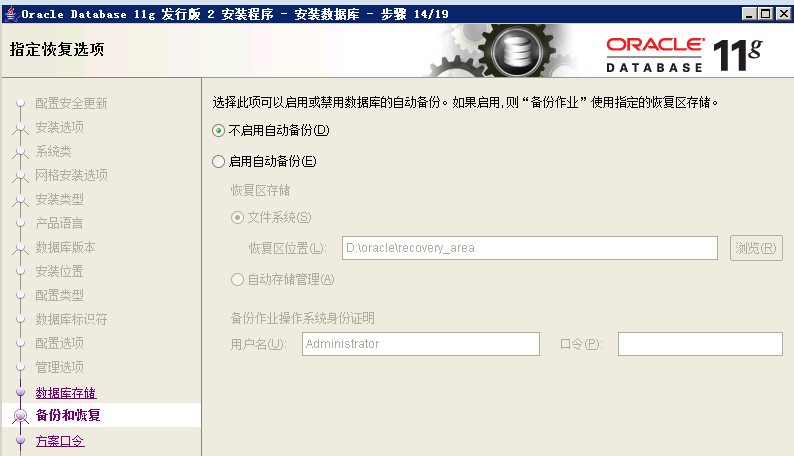 Oracle Database 11g 发行版 2 安装程序 - 安装数据库 - 步骤 14/19
指定恢复选项
ORACLE
DATABASE 11g
配置安全更新
安装选项
系统类
网格安装选项
安装类型
产品语言
数据库版本
安装位置
配置类型
数据库标识符
配置选项
管理选项
数据库存储
备份和恢复
方案口令
选择此项可以启用或禁用数据库的自动备份。如果启用,则“备份作业”使用指定的恢复区存储。
不启用自动备份(D)
启用自动备份(E)
恢复区存储
文件系统(S)
恢复区位置(L): D:\oracle\recovery_area 浏览(R)
自动存储管理(A)
备份作业操作系统身份证明
用户名(U): Administrator 口令(P):